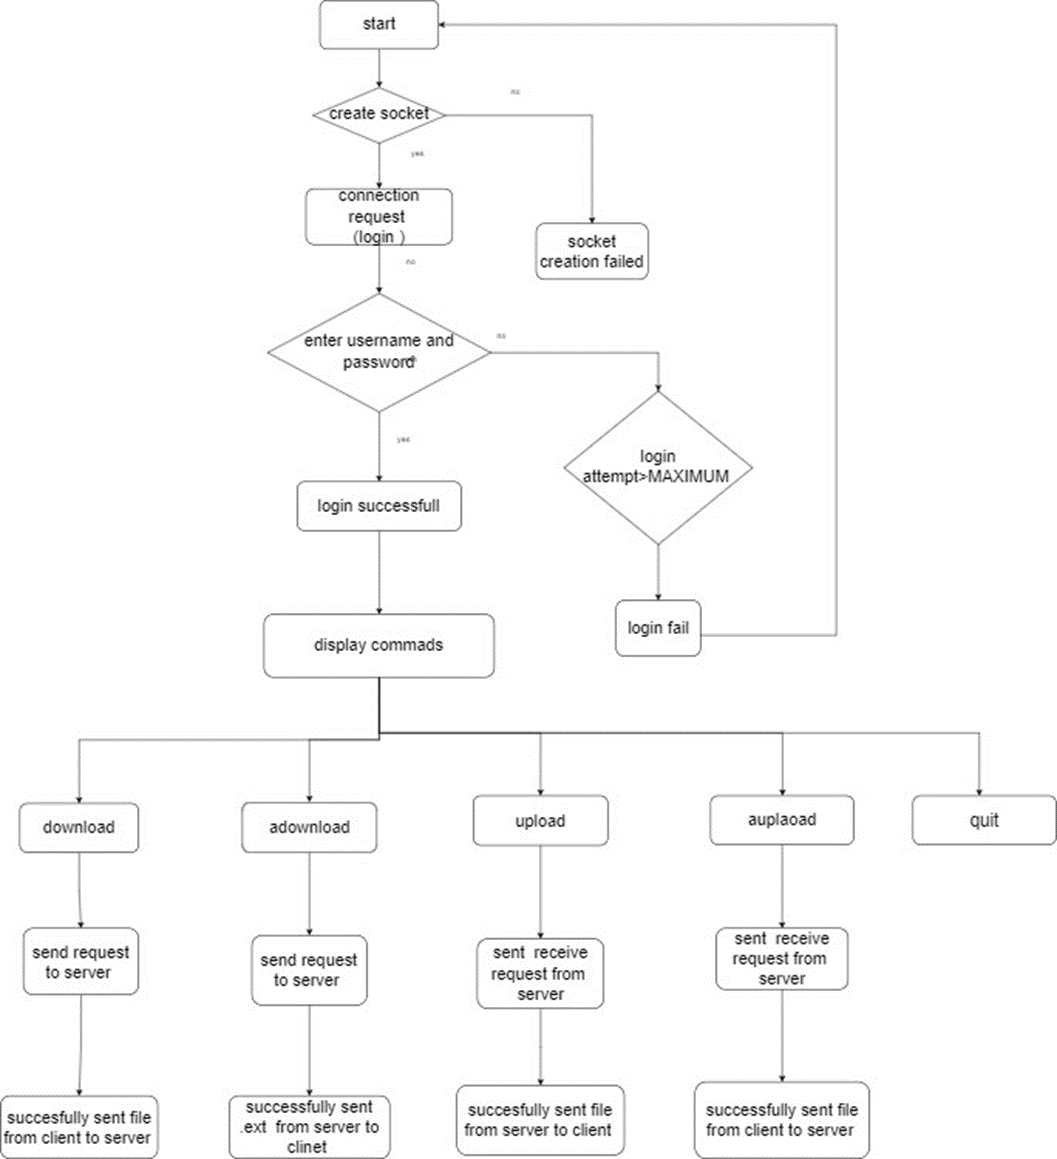 start
create socket
no
yes
connection
request
(login )
socket
creation failed
no
enter username and
password
no
login
attempt>MAXIMUM
yes
login successfull
login fail
display commads
download
adownload
upload
auplaoad
quit
send request
to server
send request
to server
sent receive
request from
server
sent receive
request from
server
succesfully sent file
from client to server
successfully sent
.ext from server to
clinet
succesfully sent file
from server to client
successfully sent file
from client to server